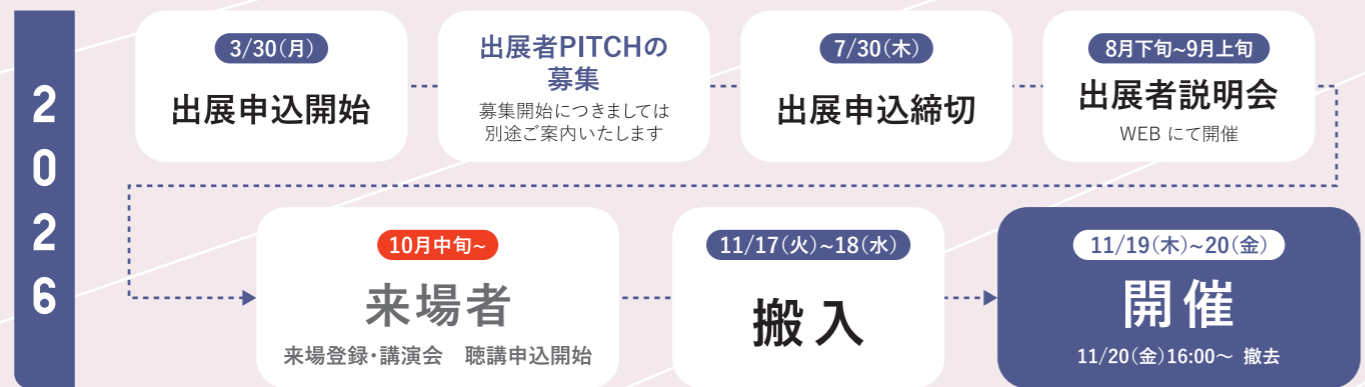 2026
3/30(月)
出展申込開始
出展者PITCHの
募集
募集開始につきましては
別途ご案内いたします
7/30(木)
出展申込締切
8月下旬~9月上旬
出展者説明会
WEB にて開催
10月中旬~
来場者
来場登録・講演会 聴講申込開始
11/17(火)~18(水)
搬入
11/19(木)~20(金)
開催
11/20(金)16:00~ 撤去